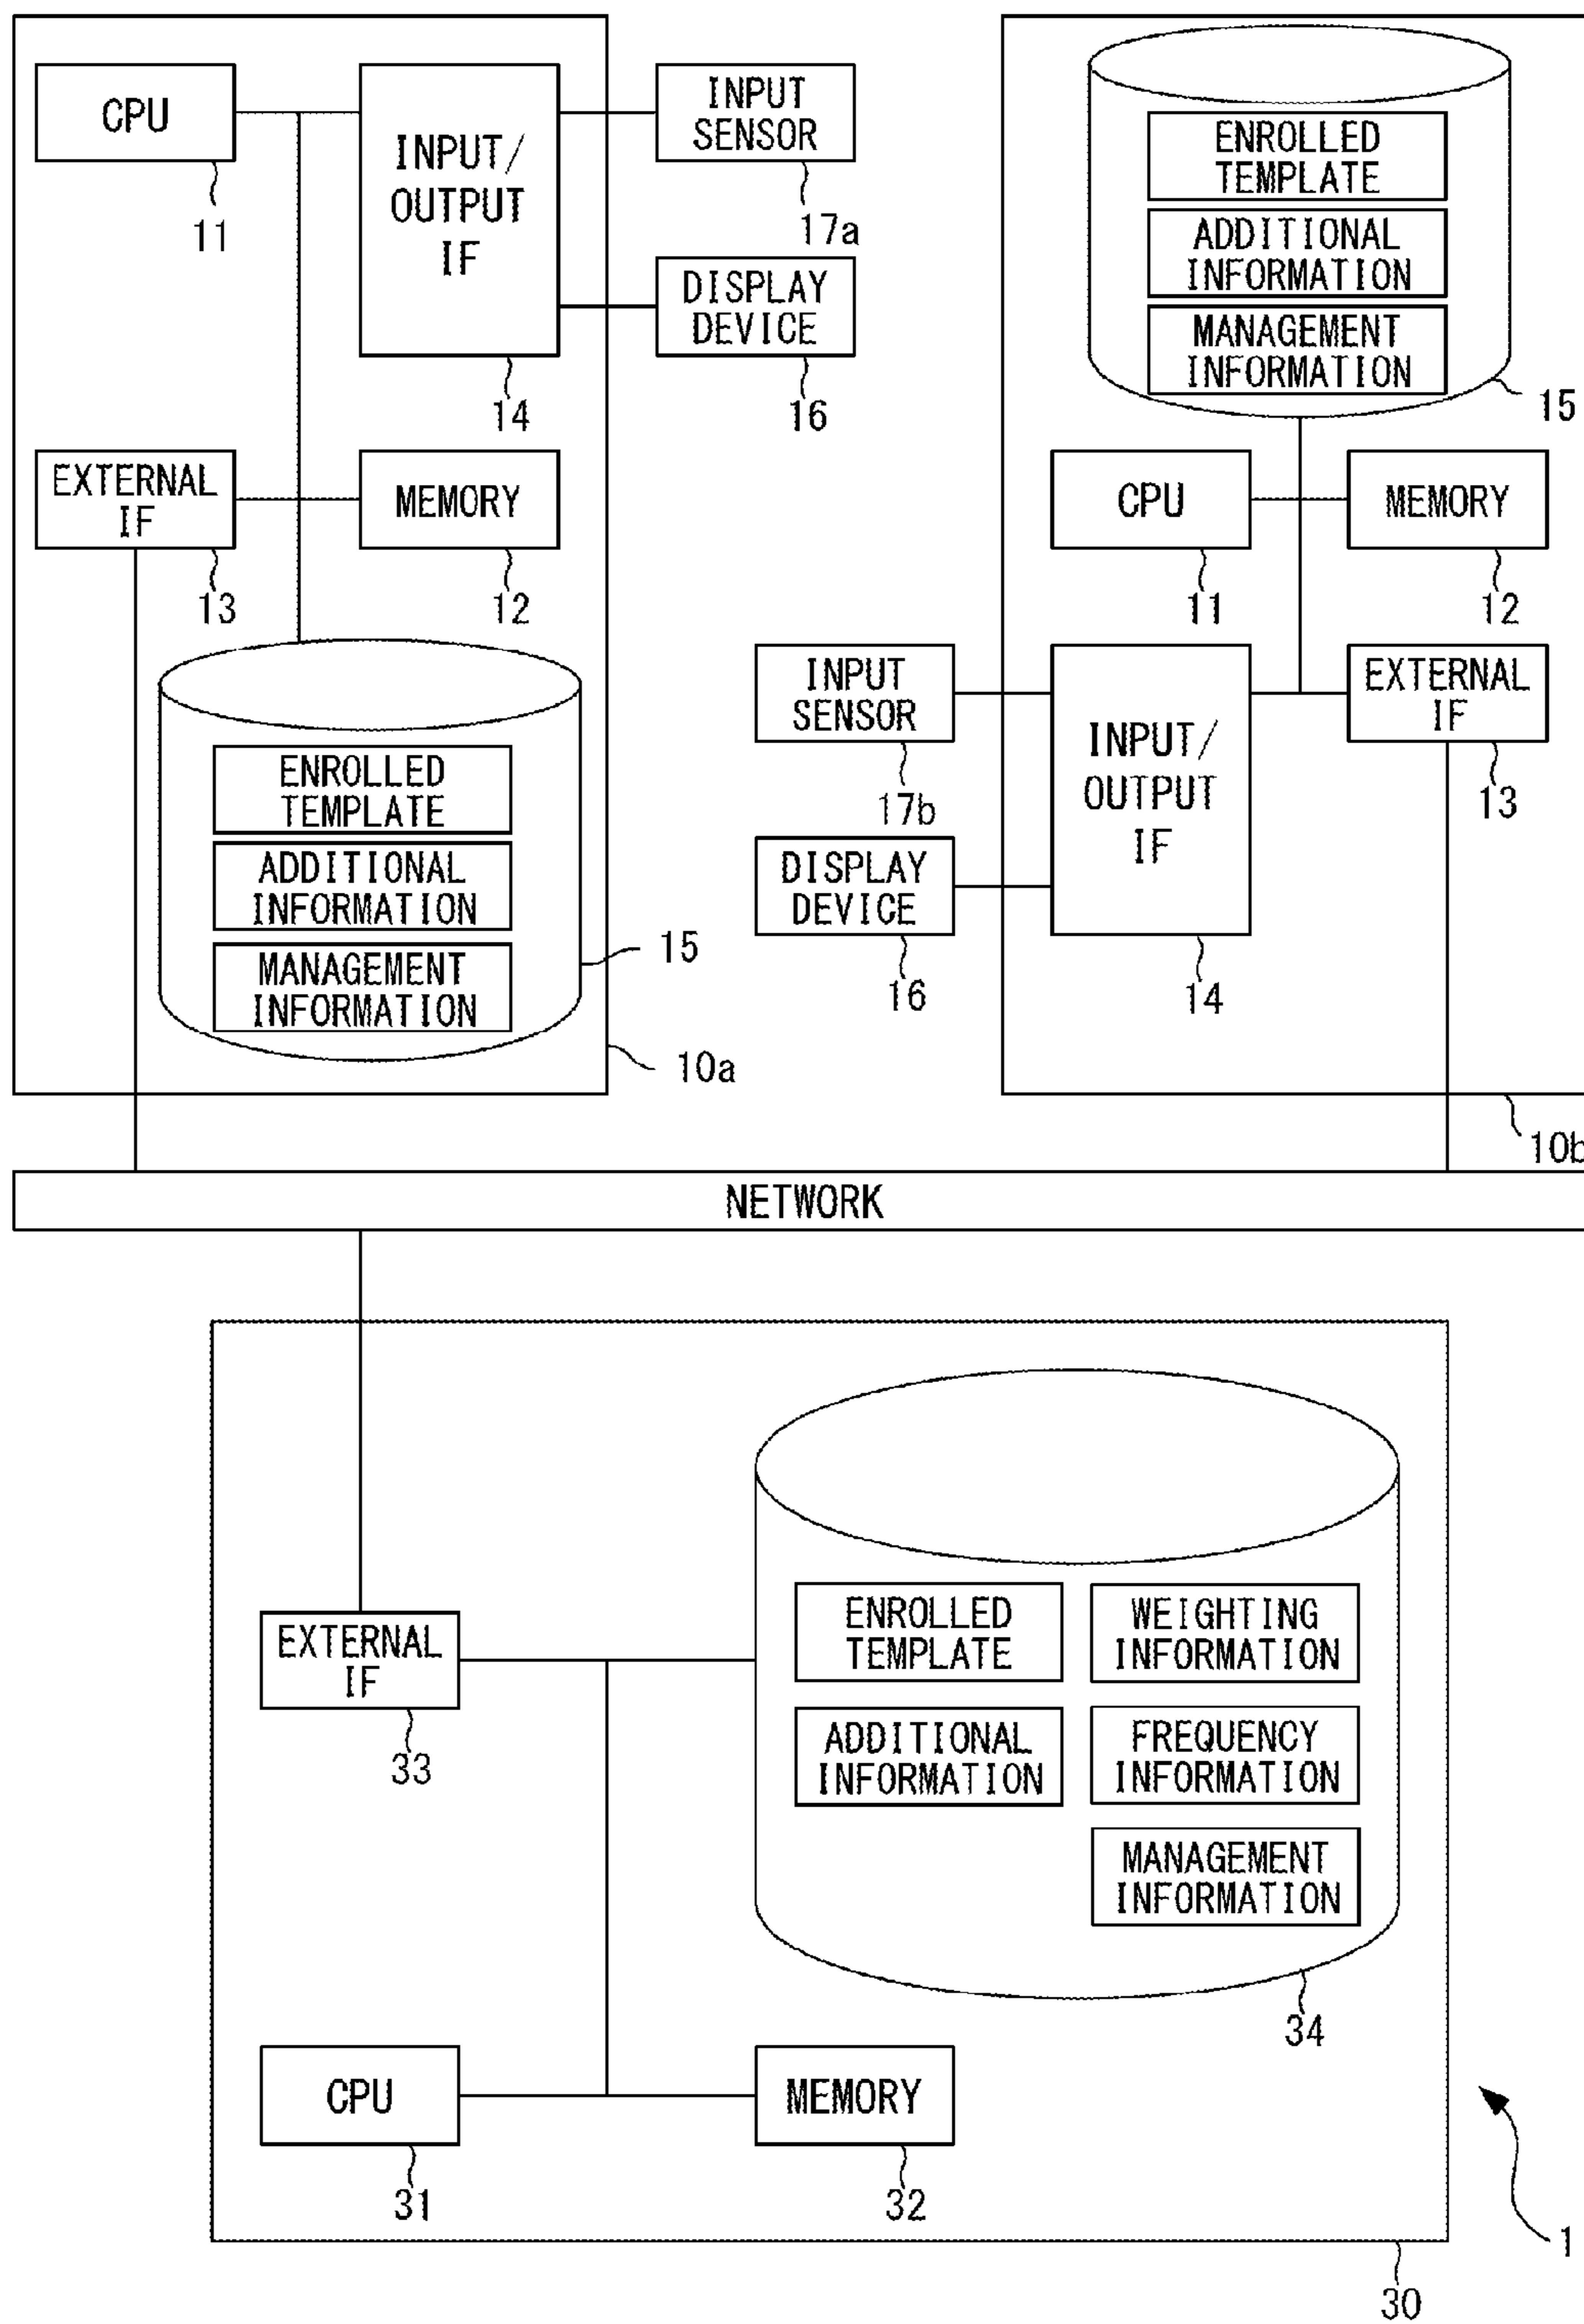 CPU
11
INPUT/
OUTPUT
IF
14
INPUT
SENSOR
17a
DISPLAY
DEVICE
16
EXTERNAL
IF
13
MEMORY
12
ENROLLED
TEMPLATE
ADDITIONAL
INFORMATION
MANAGEMENT
INFORMATION
15
10a
ENROLLED
TEMPLATE
ADDITIONAL
INFORMATION
MANAGEMENT
INFORMATION
15
CPU
11
MEMORY
12
INPUT
SENSOR
17b
DISPLAY
DEVICE
16
INPUT/
OUTPUT
IF
14
EXTERNAL
IF
13
10b
NETWORK
EXTERNAL
IF
33
ENROLLED
TEMPLATE
WEIGHTING
INFORMATION
ADDITIONAL
INFORMATION
FREQUENCY
INFORMATION
MANAGEMENT
INFORMATION
34
CPU
31
MEMORY
32
1
30